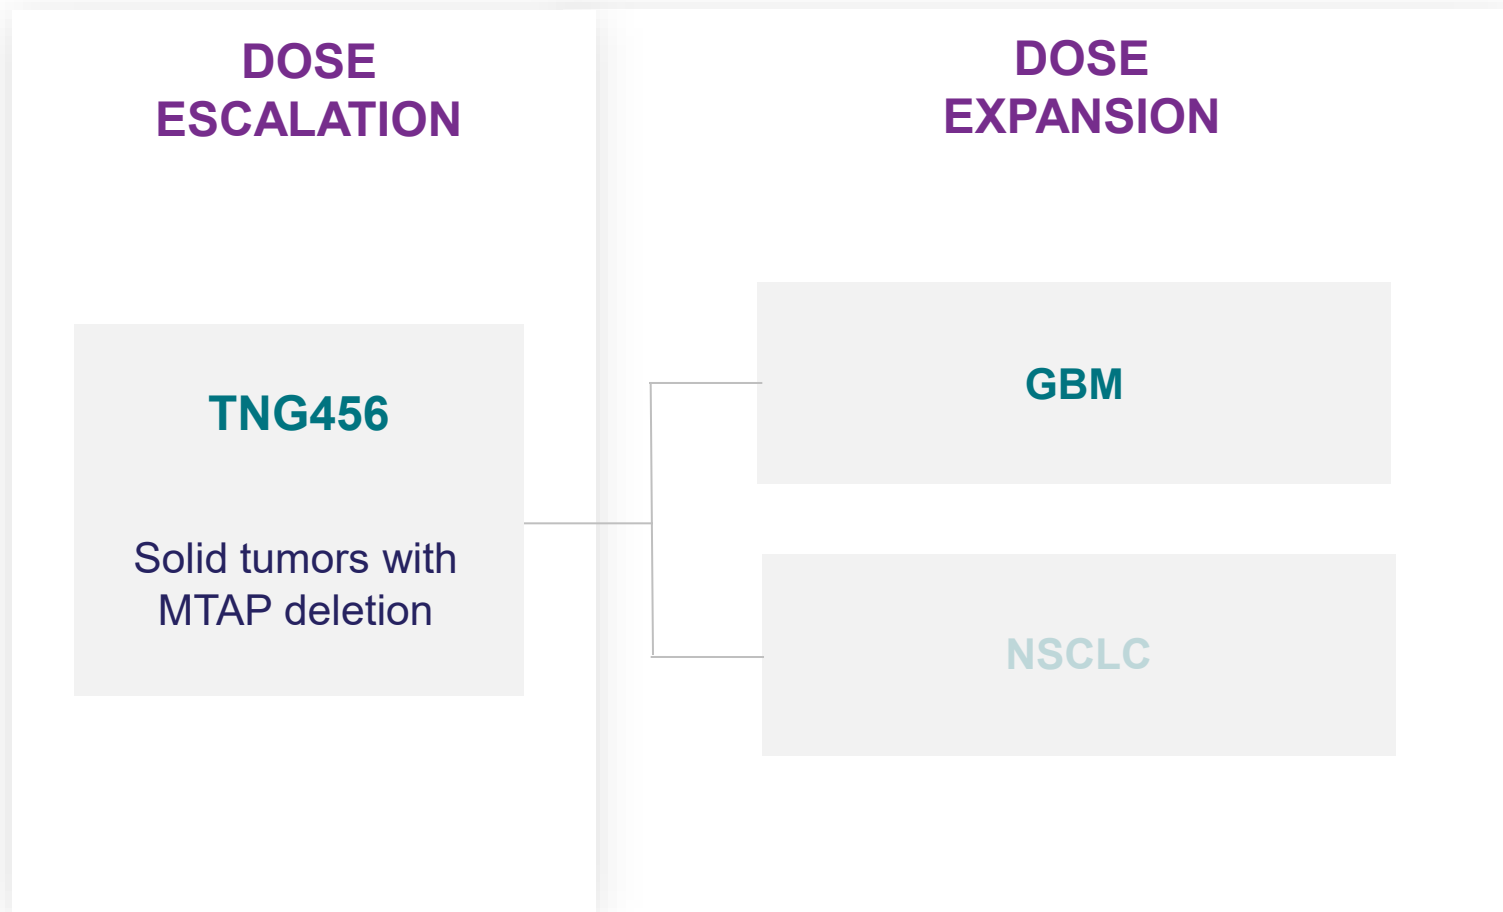 DOSE
ESCALATION
TNG456
Solid tumors with
MTAP deletion
DOSE
EXPANSION
GBM
NSCLC